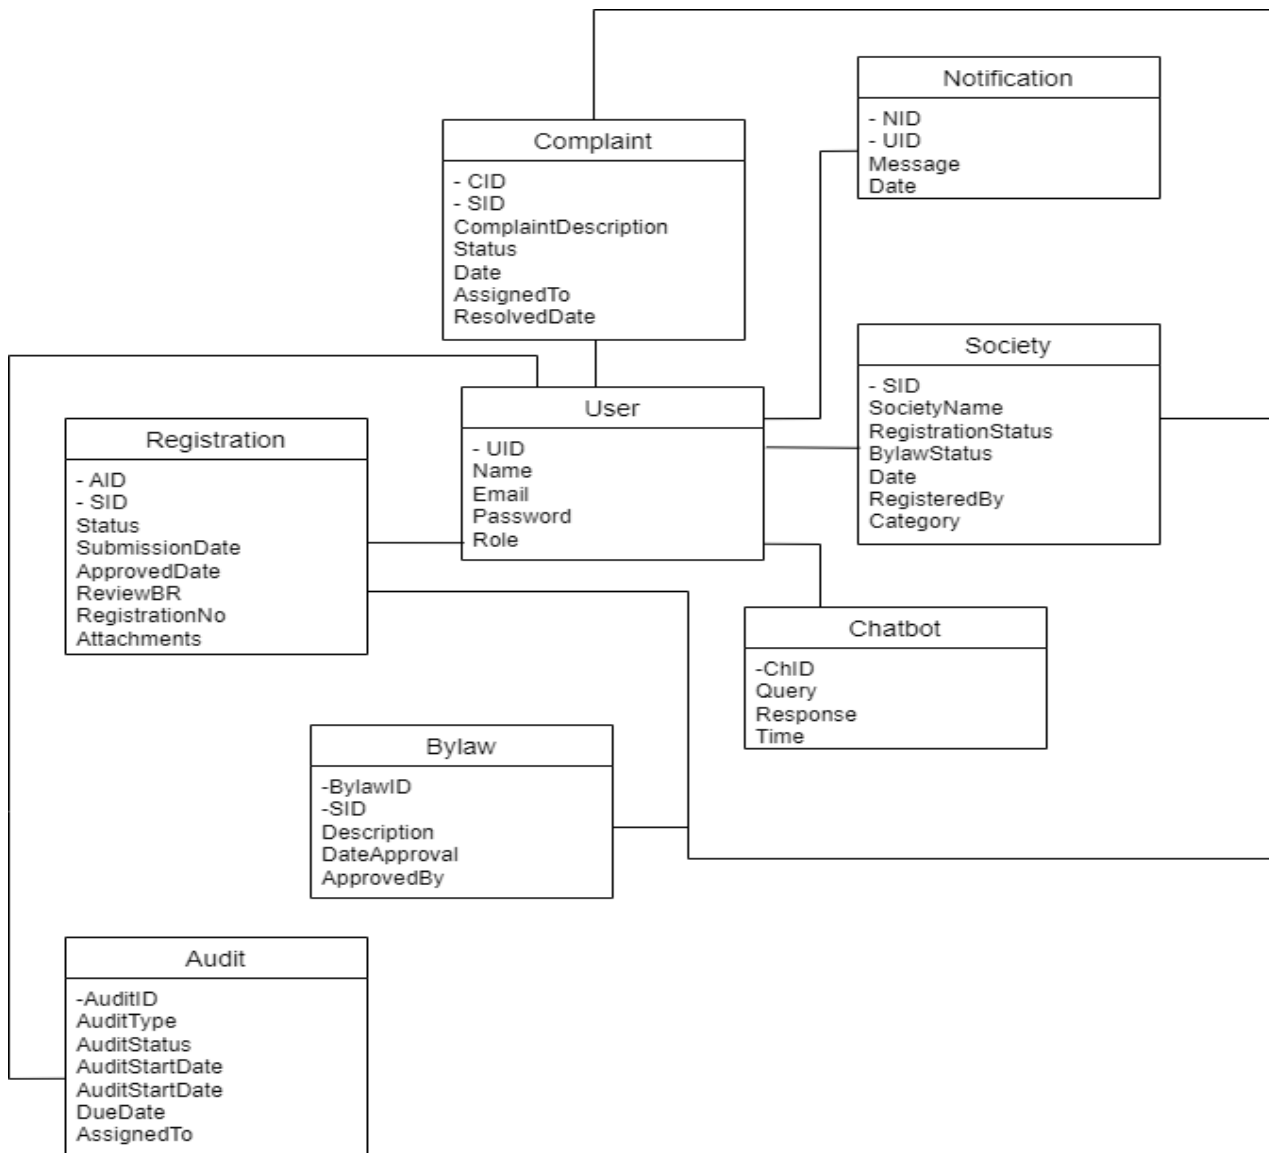 Notification
- NID
- UID
Message
Date
Complaint
- CID
- SID
ComplaintDescription
Status
Date
AssignedTo
ResolvedDate
Society
- SID
SocietyName
RegistrationStatus
BylawStatus
Date
RegisteredBy
Category
User
- UID
Name
Email
Password
Role
Registration
- AID
- SID
Status
SubmissionDate
ApprovedDate
ReviewBR
RegistrationNo
Attachments
Chatbot
-ChID
Query
Response
Time
Bylaw
-BylawID
-SID
Description
DateApproval
ApprovedBy
Audit
-AuditID
AuditType
AuditStatus
AuditStartDate
AuditStartDate
DueDate
AssignedTo